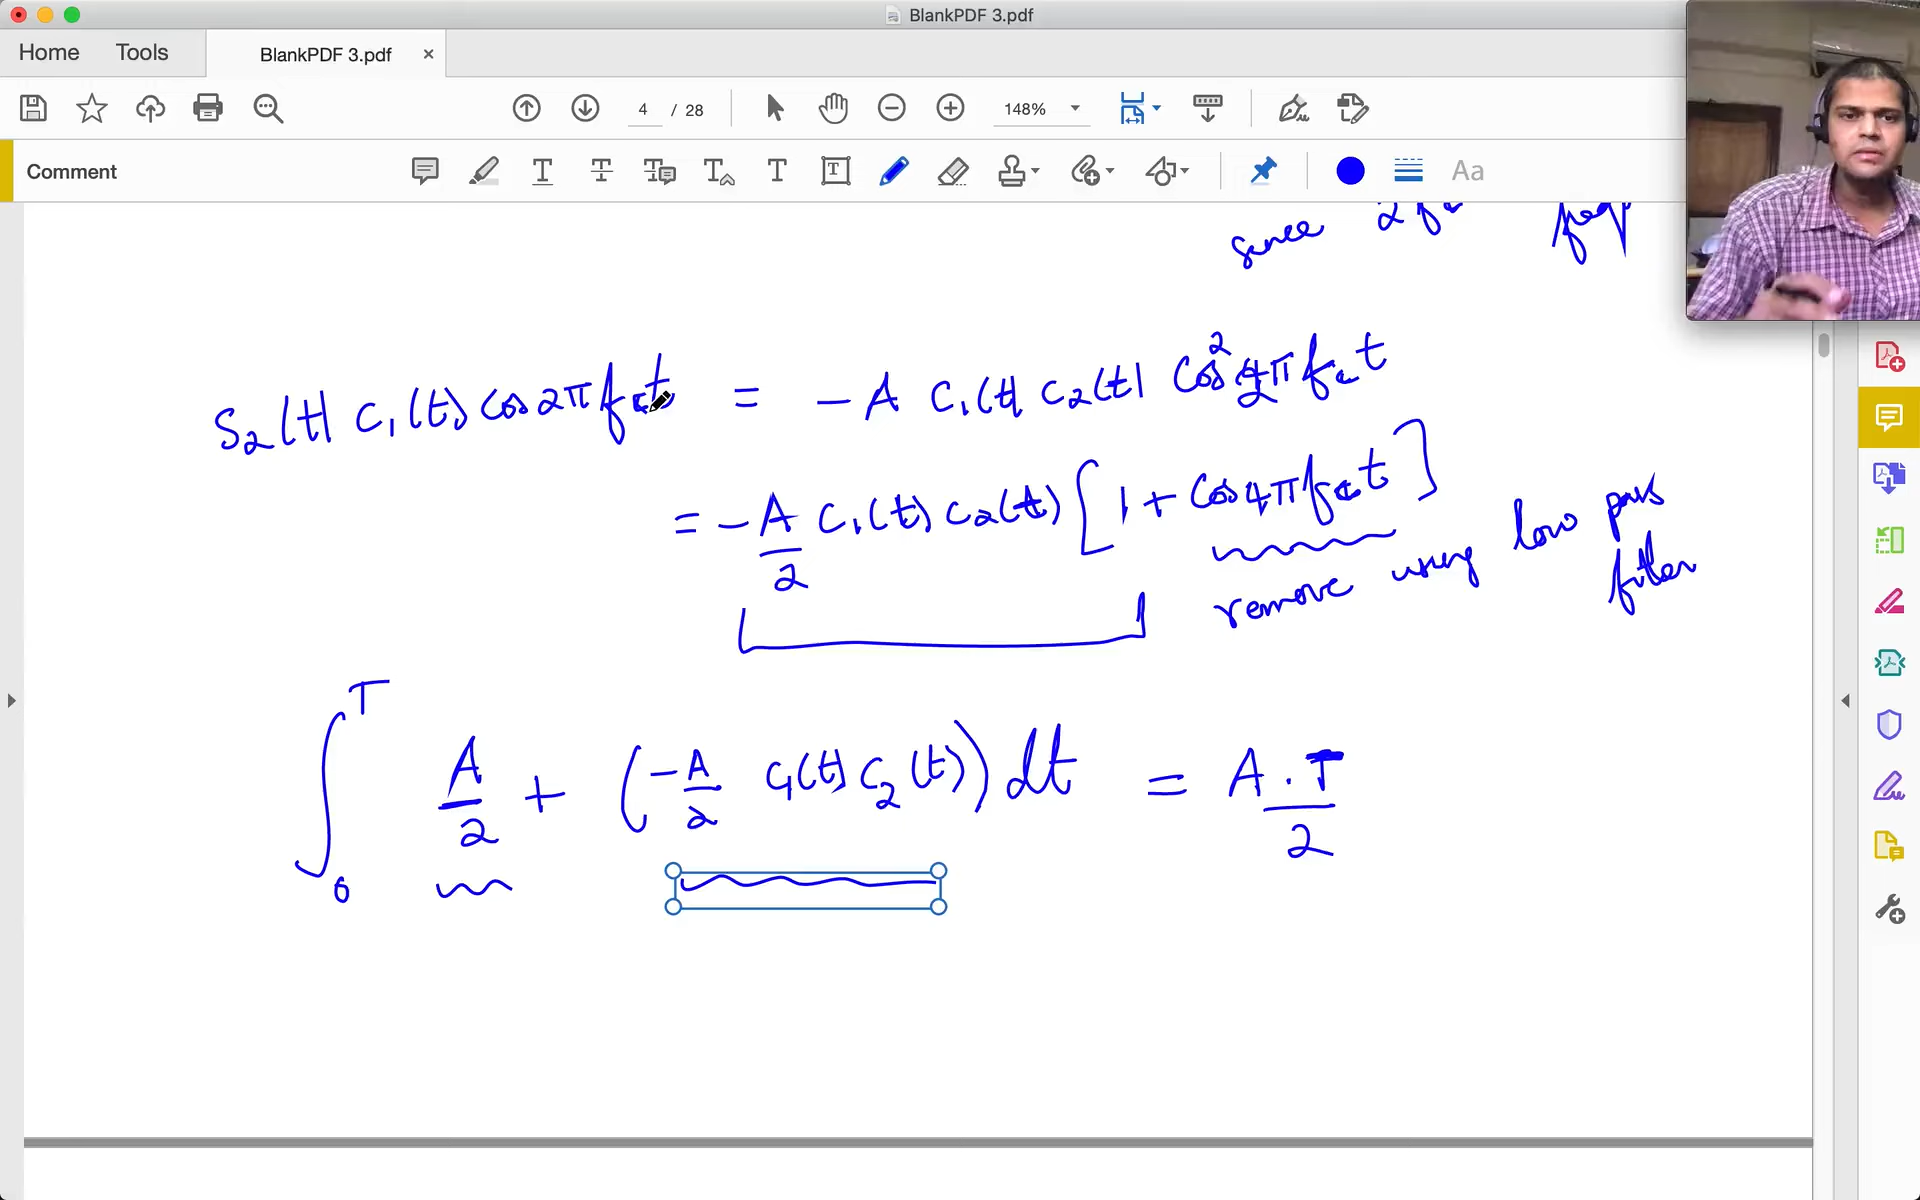 BlankPDF 3.pdf
Home Tools BlankPDF 3.pdf ×
4 / 28 148%
Comment T T T T T T Aa
since 2f freq
S₂(t) C₁(t) cos 2πfct = -A C₁(t) C₂(t) cos² 2πfct
= -A/2 C₁(t) C₂(t) [1 + cos 4πfct]
remove using low pass filter
∫₀ᵀ A/2 + (-A/2 C₁(t) C₂(t)) dt = A·T/2